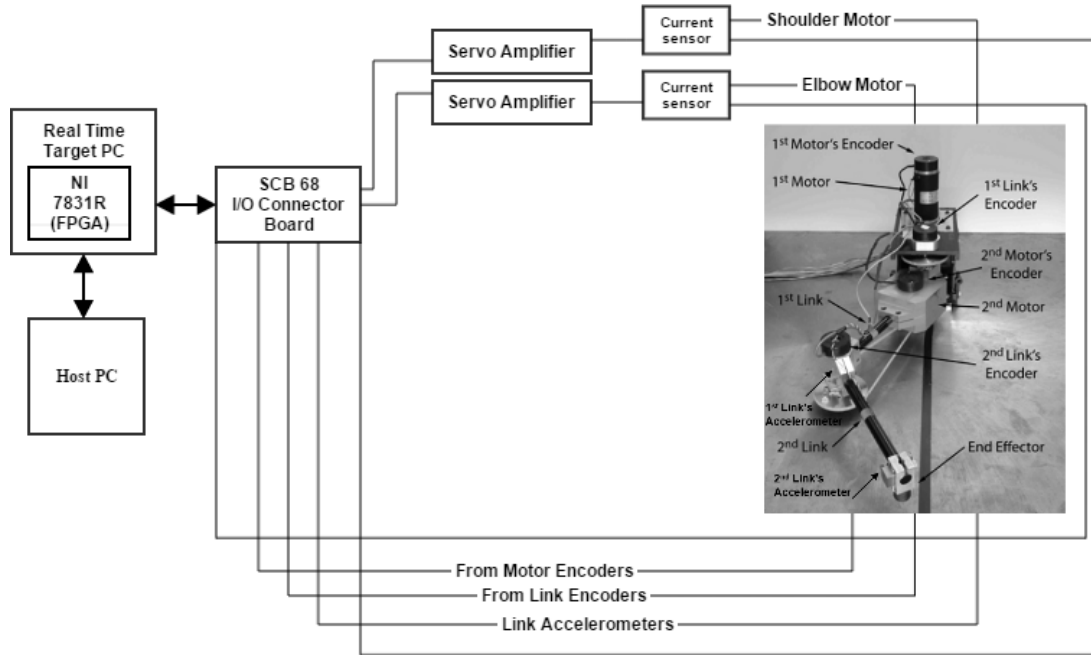 Shoulder Motor
Current
sensor
Servo Amplifier
Elbow Motor
Current
sensor
Servo Amplifier
Real Time
Target PC
NI
7831R
(FPGA)
SCB 68
I/O Connector
Board
Host PC
1st Motor's Encoder
1st Motor
1st Link's
Encoder
2nd Motor's
Encoder
1st Link
2nd Motor
2nd Link's
Encoder
1st Link's
Accelerometer
2nd Link
End Effector
2nd Link's
Accelerometer
From Motor Encoders
From Link Encoders
Link Accelerometers